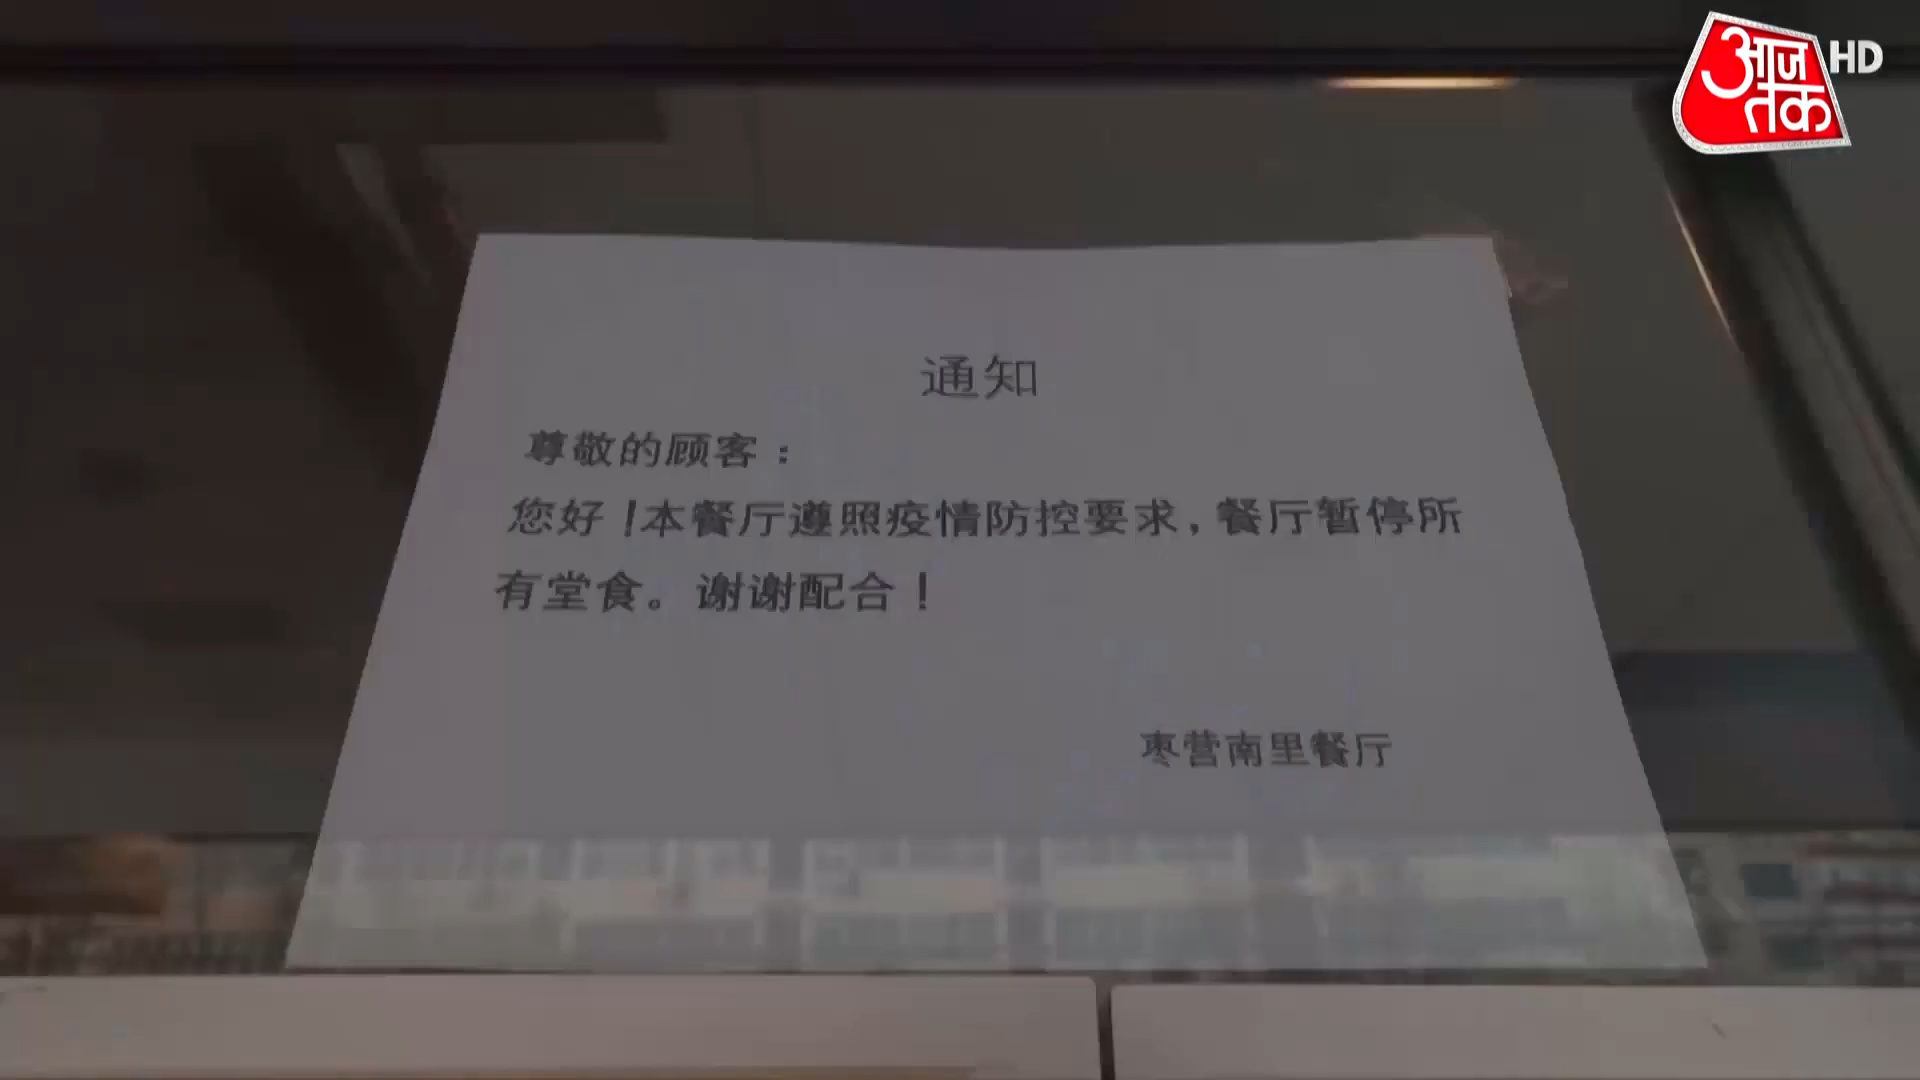 आज तक HD
通知
尊敬的顾客：
您好！本餐厅遵照疫情防控要求，餐厅暂停所
有堂食。谢谢配合！
枣营南里餐厅